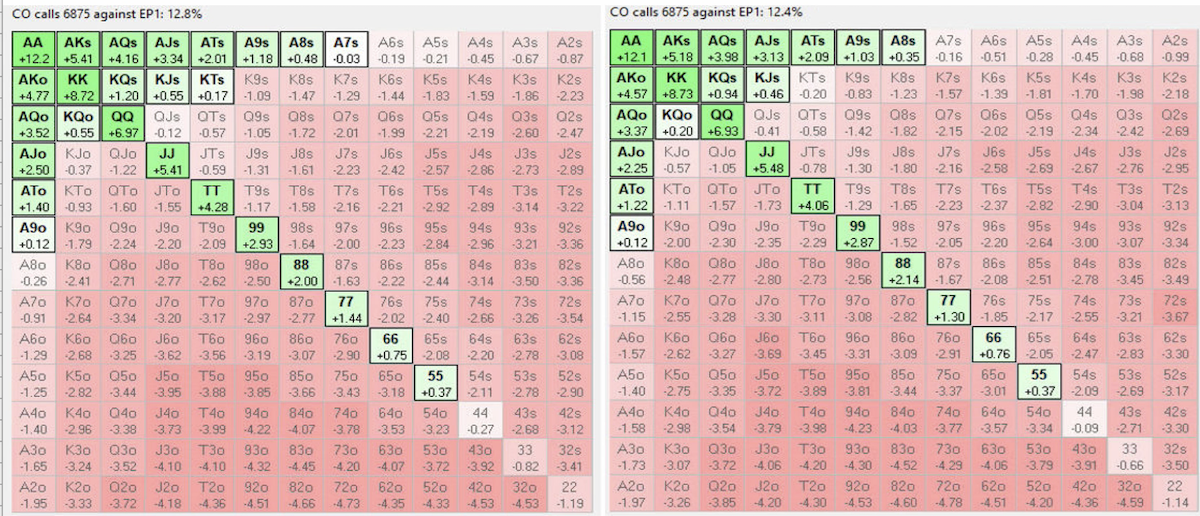 CO calls 6875 against EP1: 12.8%
AA AKs AQs AJs ATs A9s A8s A7s A6s A5s A4s A3s A2s
+12.2 +5.41 +4.16 +3.34 +2.01 +1.18 +0.48 -0.03 -0.19 -0.21 -0.45 -0.67 -0.87
AKo KK KQs KJs KTs K9s K8s K7s K6s K5s K4s K3s K2s
+4.77 +8.72 +1.20 +0.55 +0.17 -1.09 -1.47 -1.29 -1.44 -1.83 -1.59 -1.86 -2.23
AQo KQo QQ QJs QTs Q9s Q8s Q7s Q6s Q5s Q4s Q3s Q2s
+3.52 +0.55 +6.97 -0.12 -0.57 -1.05 -1.72 -2.01 -1.99 -2.21 -2.19 -2.60 -2.47
AJo KJo QJo JJ JTs J9s J8s J7s J6s J5s J4s J3s J2s
+2.50 -0.37 -1.22 +5.41 -0.59 -1.31 -1.61 -2.23 -2.42 -2.57 -2.86 -2.73 -2.89
ATo KTo QTo JTo TT T9s T8s T7s T6s T5s T4s T3s T2s
+1.40 -0.93 -1.60 -1.55 +4.28 -1.17 -1.58 -2.16 -2.21 -2.92 -2.89 -3.14 -3.22
A9o K9o Q9o J9o T9o 99 98s 97s 96s 95s 94s 93s 92s
+0.12 -1.79 -2.24 -2.20 -2.09 +2.93 -1.64 -2.00 -2.23 -2.84 -2.96 -3.21 -3.36
A8o K8o Q8o J8o T8o 98o 88 87s 86s 85s 84s 83s 82s
-0.26 -2.41 -2.71 -2.77 -2.62 -2.50 +2.00 -1.63 -2.22 -2.44 -3.14 -3.50 -3.36
A7o K7o Q7o J7o T7o 97o 87o 77 76s 75s 74s 73s 72s
-0.91 -2.64 -3.34 -3.20 -3.17 -2.97 -2.77 +1.44 -2.02 -2.40 -2.66 -3.26 -3.54
A6o K6o Q6o J6o T6o 96o 86o 76o 66 65s 64s 63s 62s
-1.29 -2.68 -3.25 -3.62 -3.56 -3.19 -3.07 -2.90 +0.75 -2.08 -2.20 -2.78 -3.08
A5o K5o Q5o J5o T5o 95o 85o 75o 65o 55 54s 53s 52s
-1.25 -2.82 -3.44 -3.95 -3.88 -3.85 -3.66 -3.43 -3.18 +0.37 -2.11 -2.78 -2.90
A4o K4o Q4o J4o T4o 94o 84o 74o 64o 54o 44 43s 42s
-1.40 -2.96 -3.38 -3.73 -3.99 -4.22 -4.07 -3.78 -3.53 -3.23 -0.27 -2.68 -3.12
A3o K3o Q3o J3o T3o 93o 83o 73o 63o 53o 43o 33 32s
-1.65 -3.24 -3.52 -4.10 -4.10 -4.32 -4.45 -4.20 -4.07 -3.72 -3.92 -0.82 -3.41
A2o K2o Q2o J2o T2o 92o 82o 72o 62o 52o 42o 32o 22
-1.95 -3.33 -3.72 -4.18 -4.36 -4.51 -4.66 -4.73 -4.35 -4.33 -4.53 -4.53 -1.19
CO calls 6875 against EP1: 12.4%
AA AKs AQs AJs ATs A9s A8s A7s A6s A5s A4s A3s A2s
+12.1 +5.18 +3.98 +3.13 +2.09 +1.03 +0.35 -0.16 -0.51 -0.28 -0.45 -0.68 -0.99
AKo KK KQs KJs KTs K9s K8s K7s K6s K5s K4s K3s K2s
+4.57 +8.73 +0.94 +0.46 -0.20 -0.83 -1.23 -1.57 -1.39 -1.81 -1.70 -1.98 -2.18
AQo KQo QQ QJs QTs Q9s Q8s Q7s Q6s Q5s Q4s Q3s Q2s
+3.37 +0.20 +6.93 -0.41 -0.58 -1.42 -1.82 -2.15 -2.02 -2.19 -2.34 -2.42 -2.69
AJo KJo QJo JJ JTs J9s J8s J7s J6s J5s J4s J3s J2s
+2.25 -0.57 -1.05 +5.48 -0.78 -1.30 -1.80 -2.16 -2.58 -2.69 -2.67 -2.76 -2.95
ATo KTo QTo JTo TT T9s T8s T7s T6s T5s T4s T3s T2s
+1.22 -1.11 -1.57 -1.73 +4.06 -1.29 -1.65 -2.23 -2.37 -2.82 -2.90 -3.04 -3.13
A9o K9o Q9o J9o T9o 99 98s 97s 96s 95s 94s 93s 92s
+0.12 -2.00 -2.30 -2.35 -2.29 +2.87 -1.52 -2.05 -2.20 -2.64 -3.00 -3.07 -3.34
A8o K8o Q8o J8o T8o 98o 88 87s 86s 85s 84s 83s 82s
-0.56 -2.48 -2.77 -2.80 -2.73 -2.56 +2.14 -1.67 -2.08 -2.51 -2.78 -3.45 -3.49
A7o K7o Q7o J7o T7o 97o 87o 77 76s 75s 74s 73s 72s
-1.15 -2.55 -3.28 -3.30 -3.11 -3.08 -2.82 +1.30 -1.85 -2.17 -2.55 -3.21 -3.67
A6o K6o Q6o J6o T6o 96o 86o 76o 66 65s 64s 63s 62s
-1.57 -2.62 -3.27 -3.69 -3.45 -3.31 -3.09 -2.91 +0.76 -2.05 -2.47 -2.83 -3.30
A5o K5o Q5o J5o T5o 95o 85o 75o 65o 55 54s 53s 52s
-1.40 -2.75 -3.35 -3.72 -3.89 -3.81 -3.44 -3.37 -3.01 +0.37 -2.09 -2.69 -3.17
A4o K4o Q4o J4o T4o 94o 84o 74o 64o 54o 44 43s 42s
-1.58 -2.98 -3.54 -3.79 -3.98 -4.23 -4.03 -3.77 -3.57 -3.34 -0.09 -2.71 -3.30
A3o K3o Q3o J3o T3o 93o 83o 73o 63o 53o 43o 33 32s
-1.73 -3.07 -3.72 -4.06 -4.20 -4.30 -4.52 -4.29 -4.06 -3.79 -3.91 -0.66 -3.50
A2o K2o Q2o J2o T2o 92o 82o 72o 62o 52o 42o 32o 22
-1.97 -3.26 -3.85 -4.20 -4.30 -4.53 -4.60 -4.78 -4.51 -4.20 -4.36 -4.59 -1.14